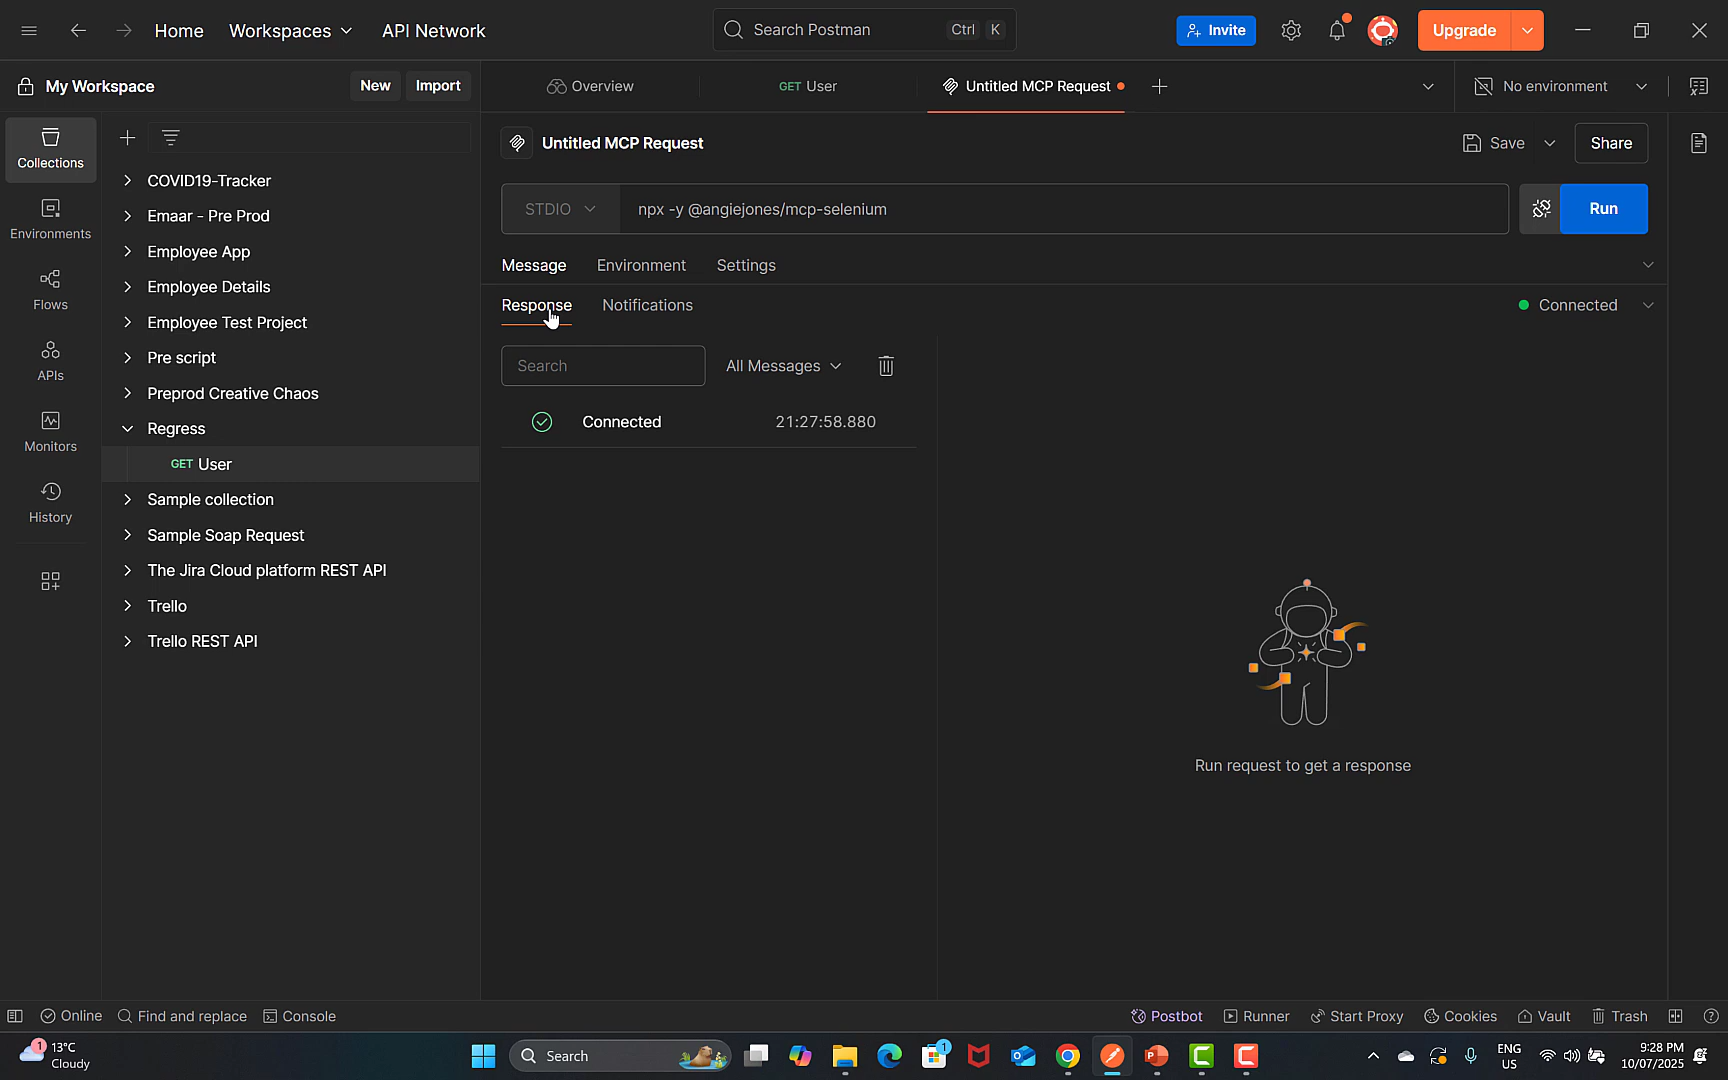 Home
Workspaces
API Network
Search Postman
Ctrl K
Invite
Upgrade
My Workspace
New
Import
Overview
GET User
Untitled MCP Request
No environment
Collections
Environments
Flows
APIs
Monitors
History
COVID19-Tracker
Emaar - Pre Prod
Employee App
Employee Details
Employee Test Project
Pre script
Preprod Creative Chaos
Regress
GET User
Sample collection
Sample Soap Request
The Jira Cloud platform REST API
Trello
Trello REST API
Untitled MCP Request
Save
Share
STDIO
npx -y @angiejones/mcp-selenium
Run
Message
Environment
Settings
Response
Notifications
Connected
Search
All Messages
Connected
21:27:58.880
Run request to get a response
Online
Find and replace
Console
Postbot
Runner
Start Proxy
Cookies
Vault
Trash
1
13°C
Cloudy
Search
1
ENG
US
9:28 PM
10/07/2025